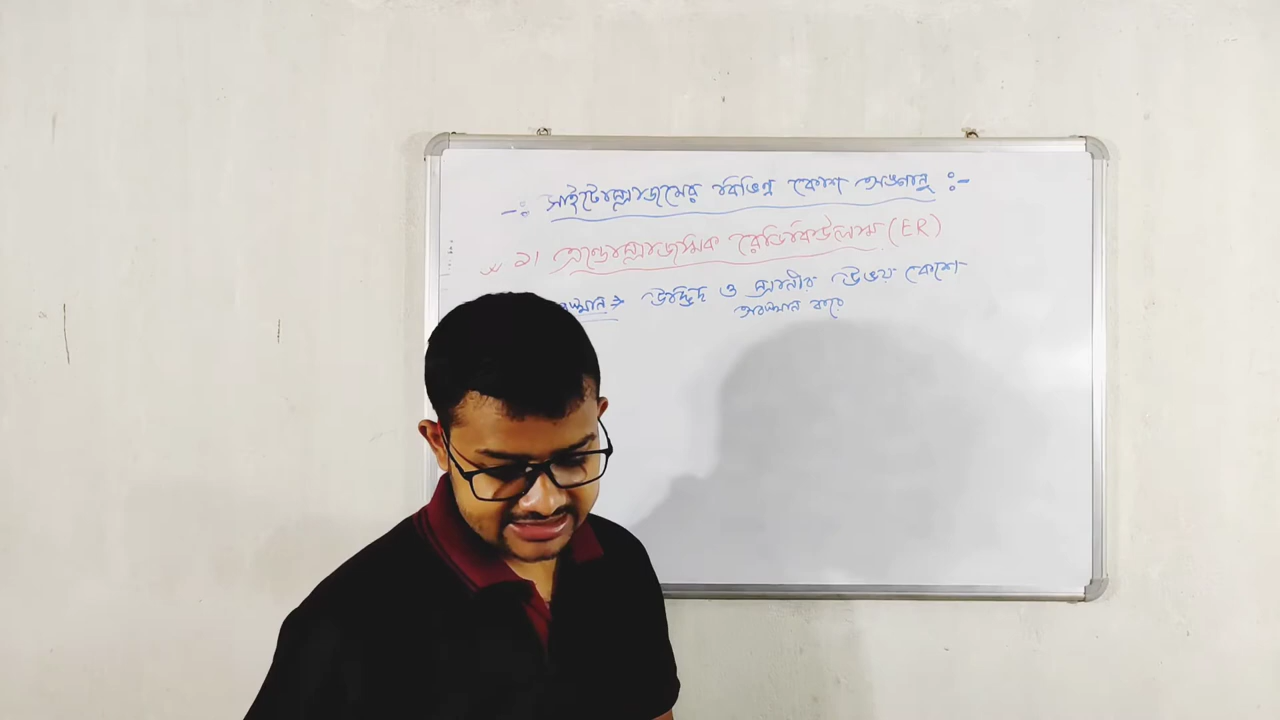 -ঃ সাইটোপ্লাজমের বিভিন্ন কোশ অঙ্গানু ঃ-
১। এন্ডোপ্লাজমিক রেটিকিউলাম (ER)
⇒ উদ্ভিদ ও প্রানীর উভয় কোশে
অবস্থান করে